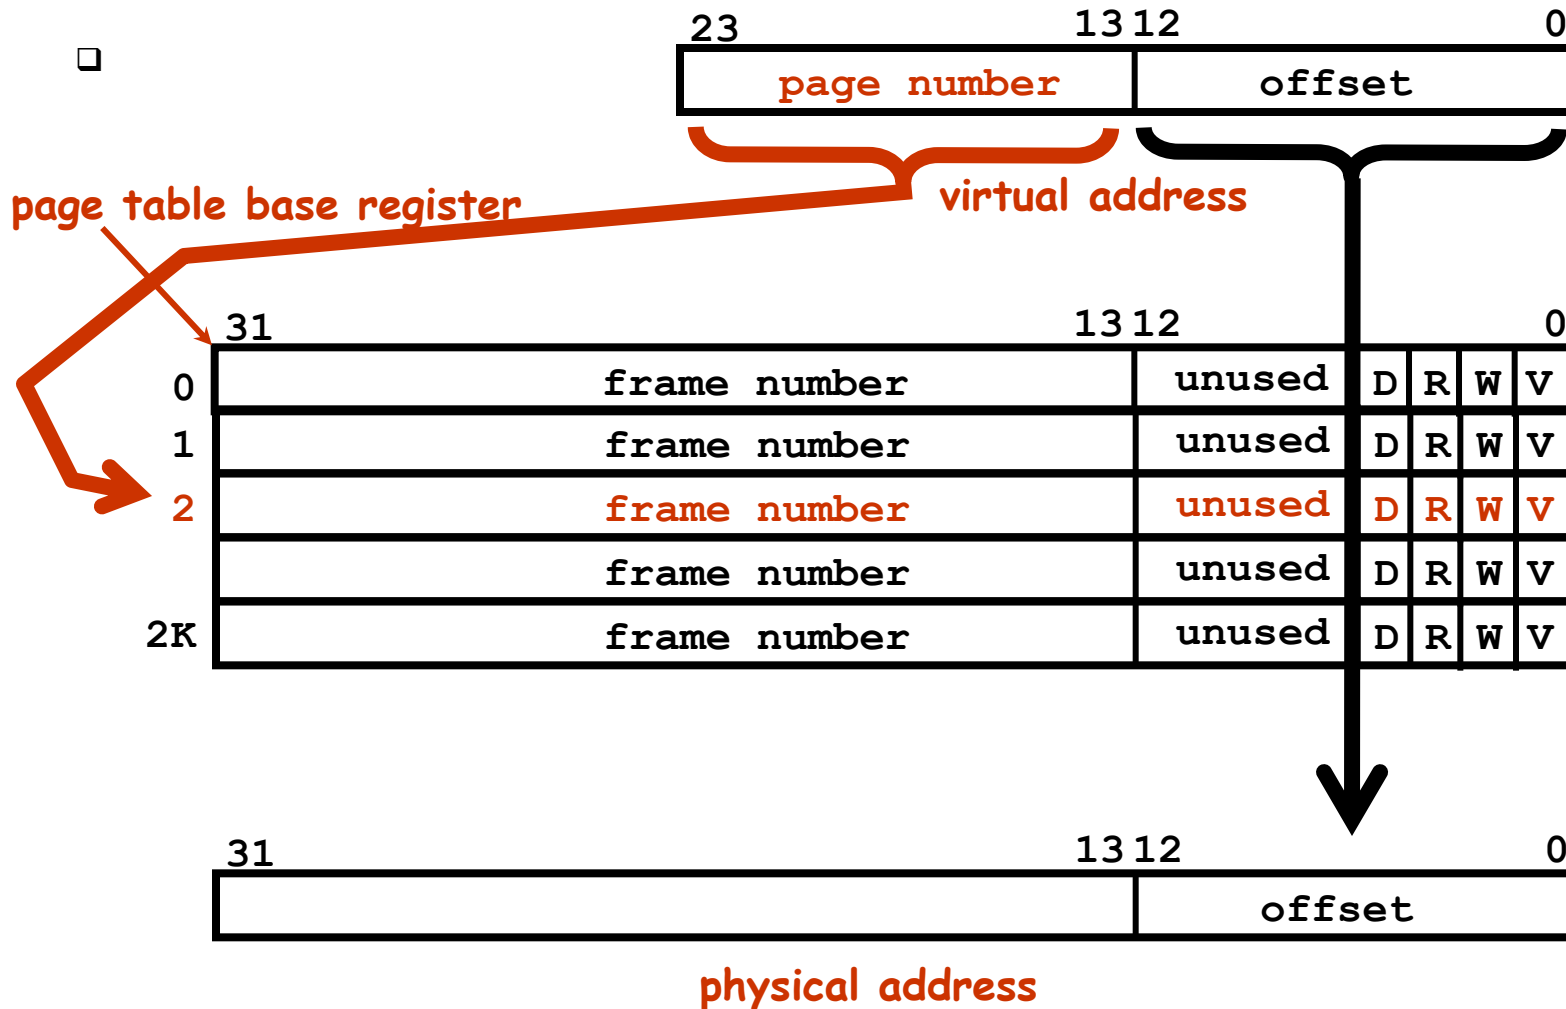 23 13 12 0
page number offset
virtual address
page table base register
31 13 12 0
0 frame number unused D R W V
1 frame number unused D R W V
2 frame number unused D R W V
frame number unused D R W V
2K frame number unused D R W V
31 13 12 0
offset
physical address